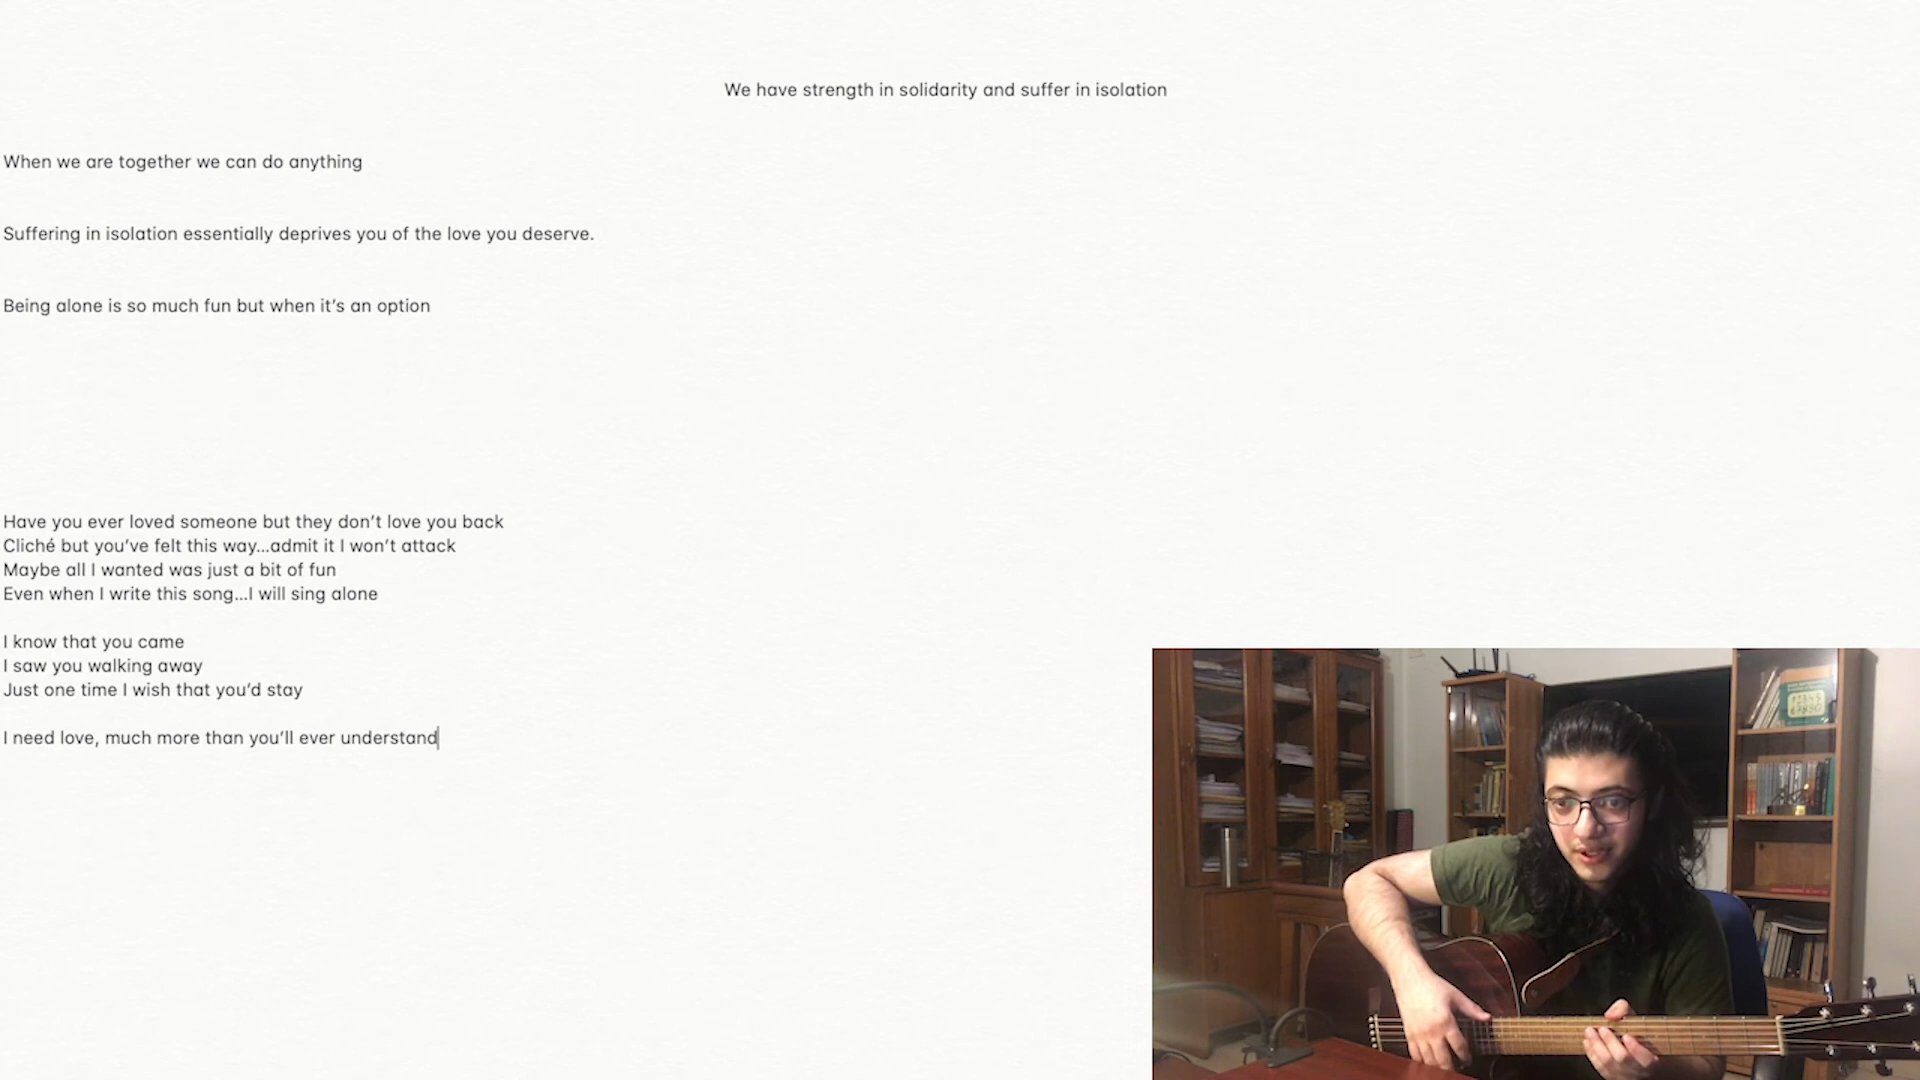 We have strength in solidarity and suffer in isolation
When we are together we can do anything
Suffering in isolation essentially deprives you of the love you deserve.
Being alone is so much fun but when it’s an option
Have you ever loved someone but they don’t love you back
Cliché but you’ve felt this way...admit it I won’t attack
Maybe all I wanted was just a bit of fun
Even when I write this song...I will sing alone
I know that you came
I saw you walking away
Just one time I wish that you’d stay
I need love, much more than you’ll ever understand